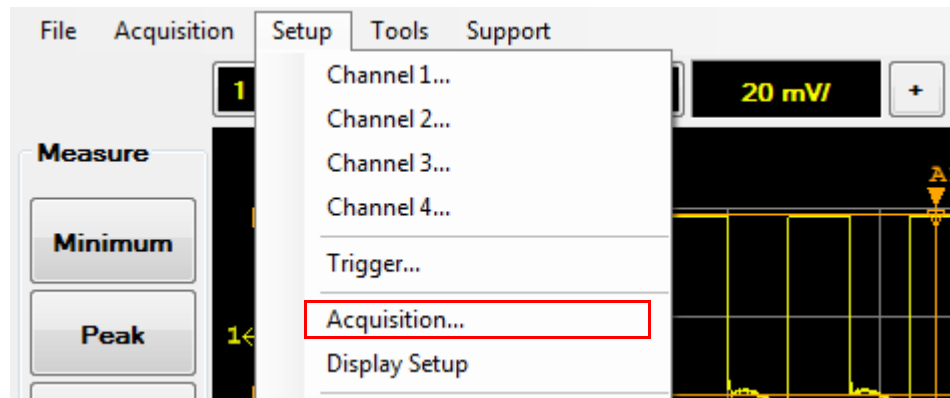 File Acquisition Setup Tools Support
Channel 1...
1 20 mV/ +
Channel 2...
Measure
Channel 3...
A
Channel 4...
Minimum
Trigger...
Acquisition...
Peak
1
Display Setup